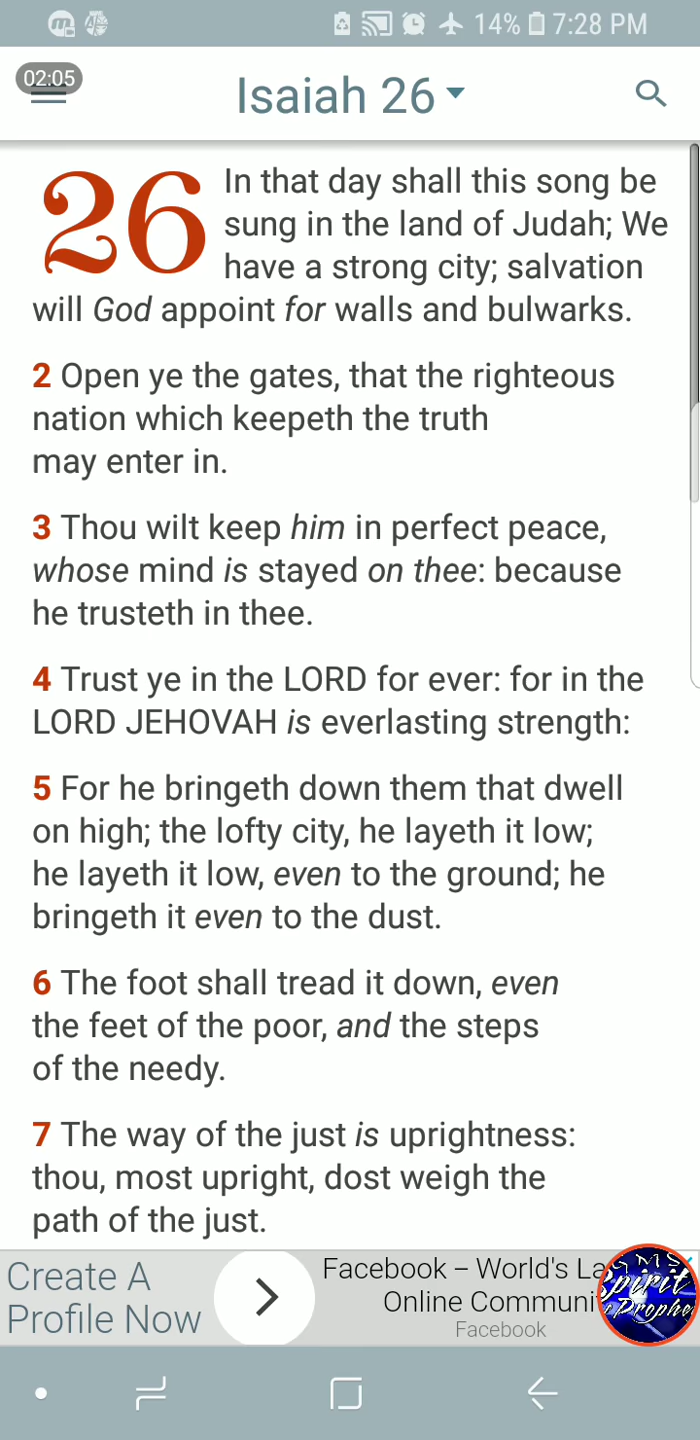 14% 7:28 PM
02:05
Isaiah 26
26 In that day shall this song be
sung in the land of Judah; We
have a strong city; salvation
will God appoint for walls and bulwarks.
2 Open ye the gates, that the righteous
nation which keepeth the truth
may enter in.
3 Thou wilt keep him in perfect peace,
whose mind is stayed on thee: because
he trusteth in thee.
4 Trust ye in the LORD for ever: for in the
LORD JEHOVAH is everlasting strength:
5 For he bringeth down them that dwell
on high; the lofty city, he layeth it low;
he layeth it low, even to the ground; he
bringeth it even to the dust.
6 The foot shall tread it down, even
the feet of the poor, and the steps
of the needy.
7 The way of the just is uprightness:
thou, most upright, dost weigh the
path of the just.
Create A
Profile Now
Facebook – World's La
Online Communi
Facebook
GMS
Spirit
Prophe